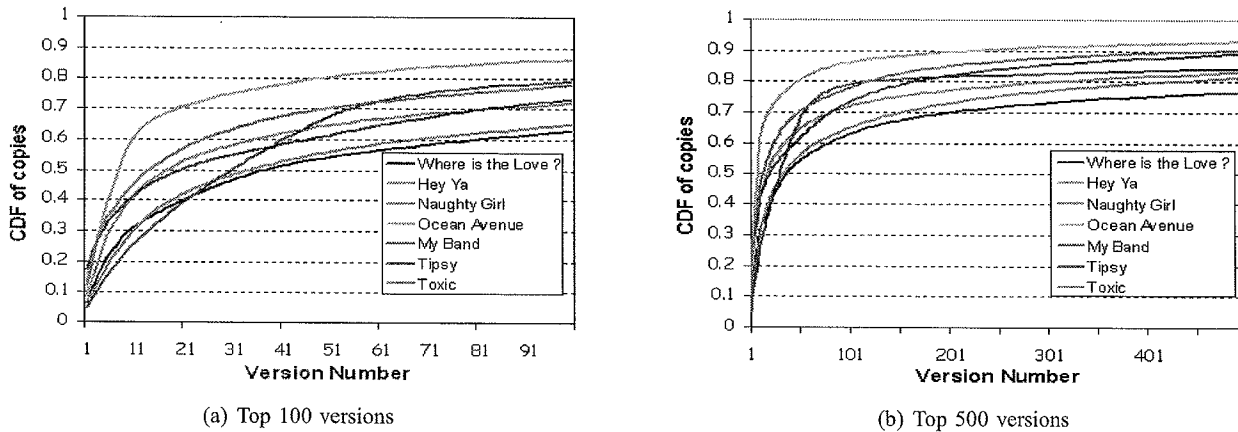 1
0.9
0.8
0.7
0.6
0.5
0.4
0.3
0.2
0.1
0
CDF of copies
Where is the Love ?
Hey Ya
Naughty Girl
Ocean Avenue
My Band
Tipsy
Toxic
1 11 21 31 41 51 61 71 81 91
Version Number
(a) Top 100 versions
1
0.9
0.8
0.7
0.6
0.5
0.4
0.3
0.2
0.1
0
CDF of copies
Where is the Love ?
Hey Ya
Naughty Girl
Ocean Avenue
My Band
Tipsy
Toxic
1 101 201 301 401
Version Number
(b) Top 500 versions